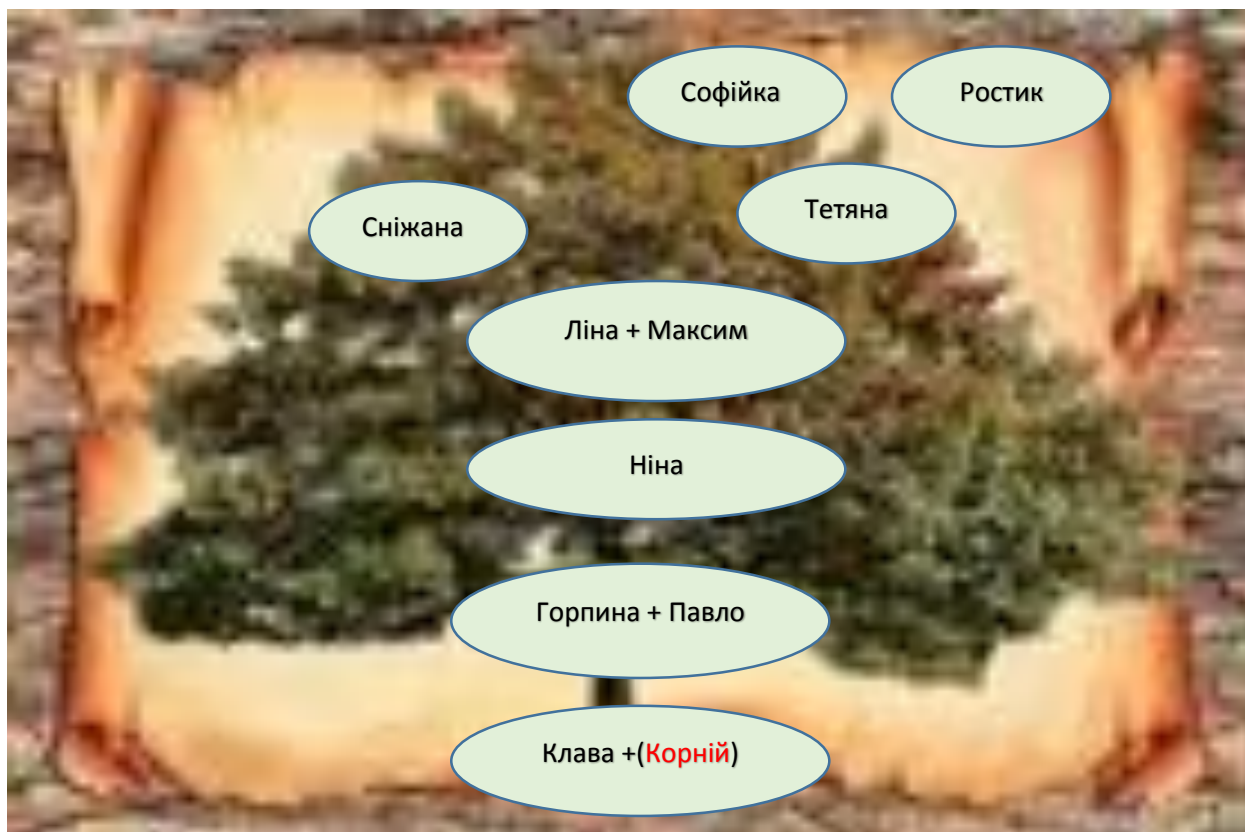 Софійка
Ростик
Сніжана
Тетяна
Ліна + Максим
Ніна
Горпина + Павло
Клава +(Корній)